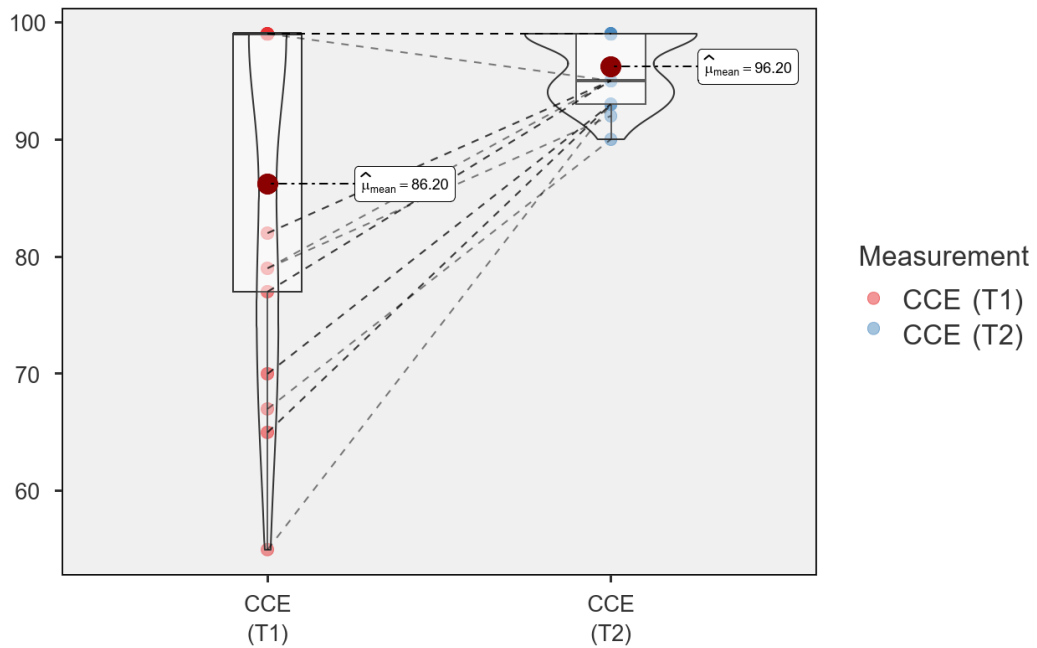 100
90
80
70
60
μ̂mean = 96.20
μ̂mean = 86.20
Measurement
CCE (T1)
CCE (T2)
CCE
(T1)
CCE
(T2)